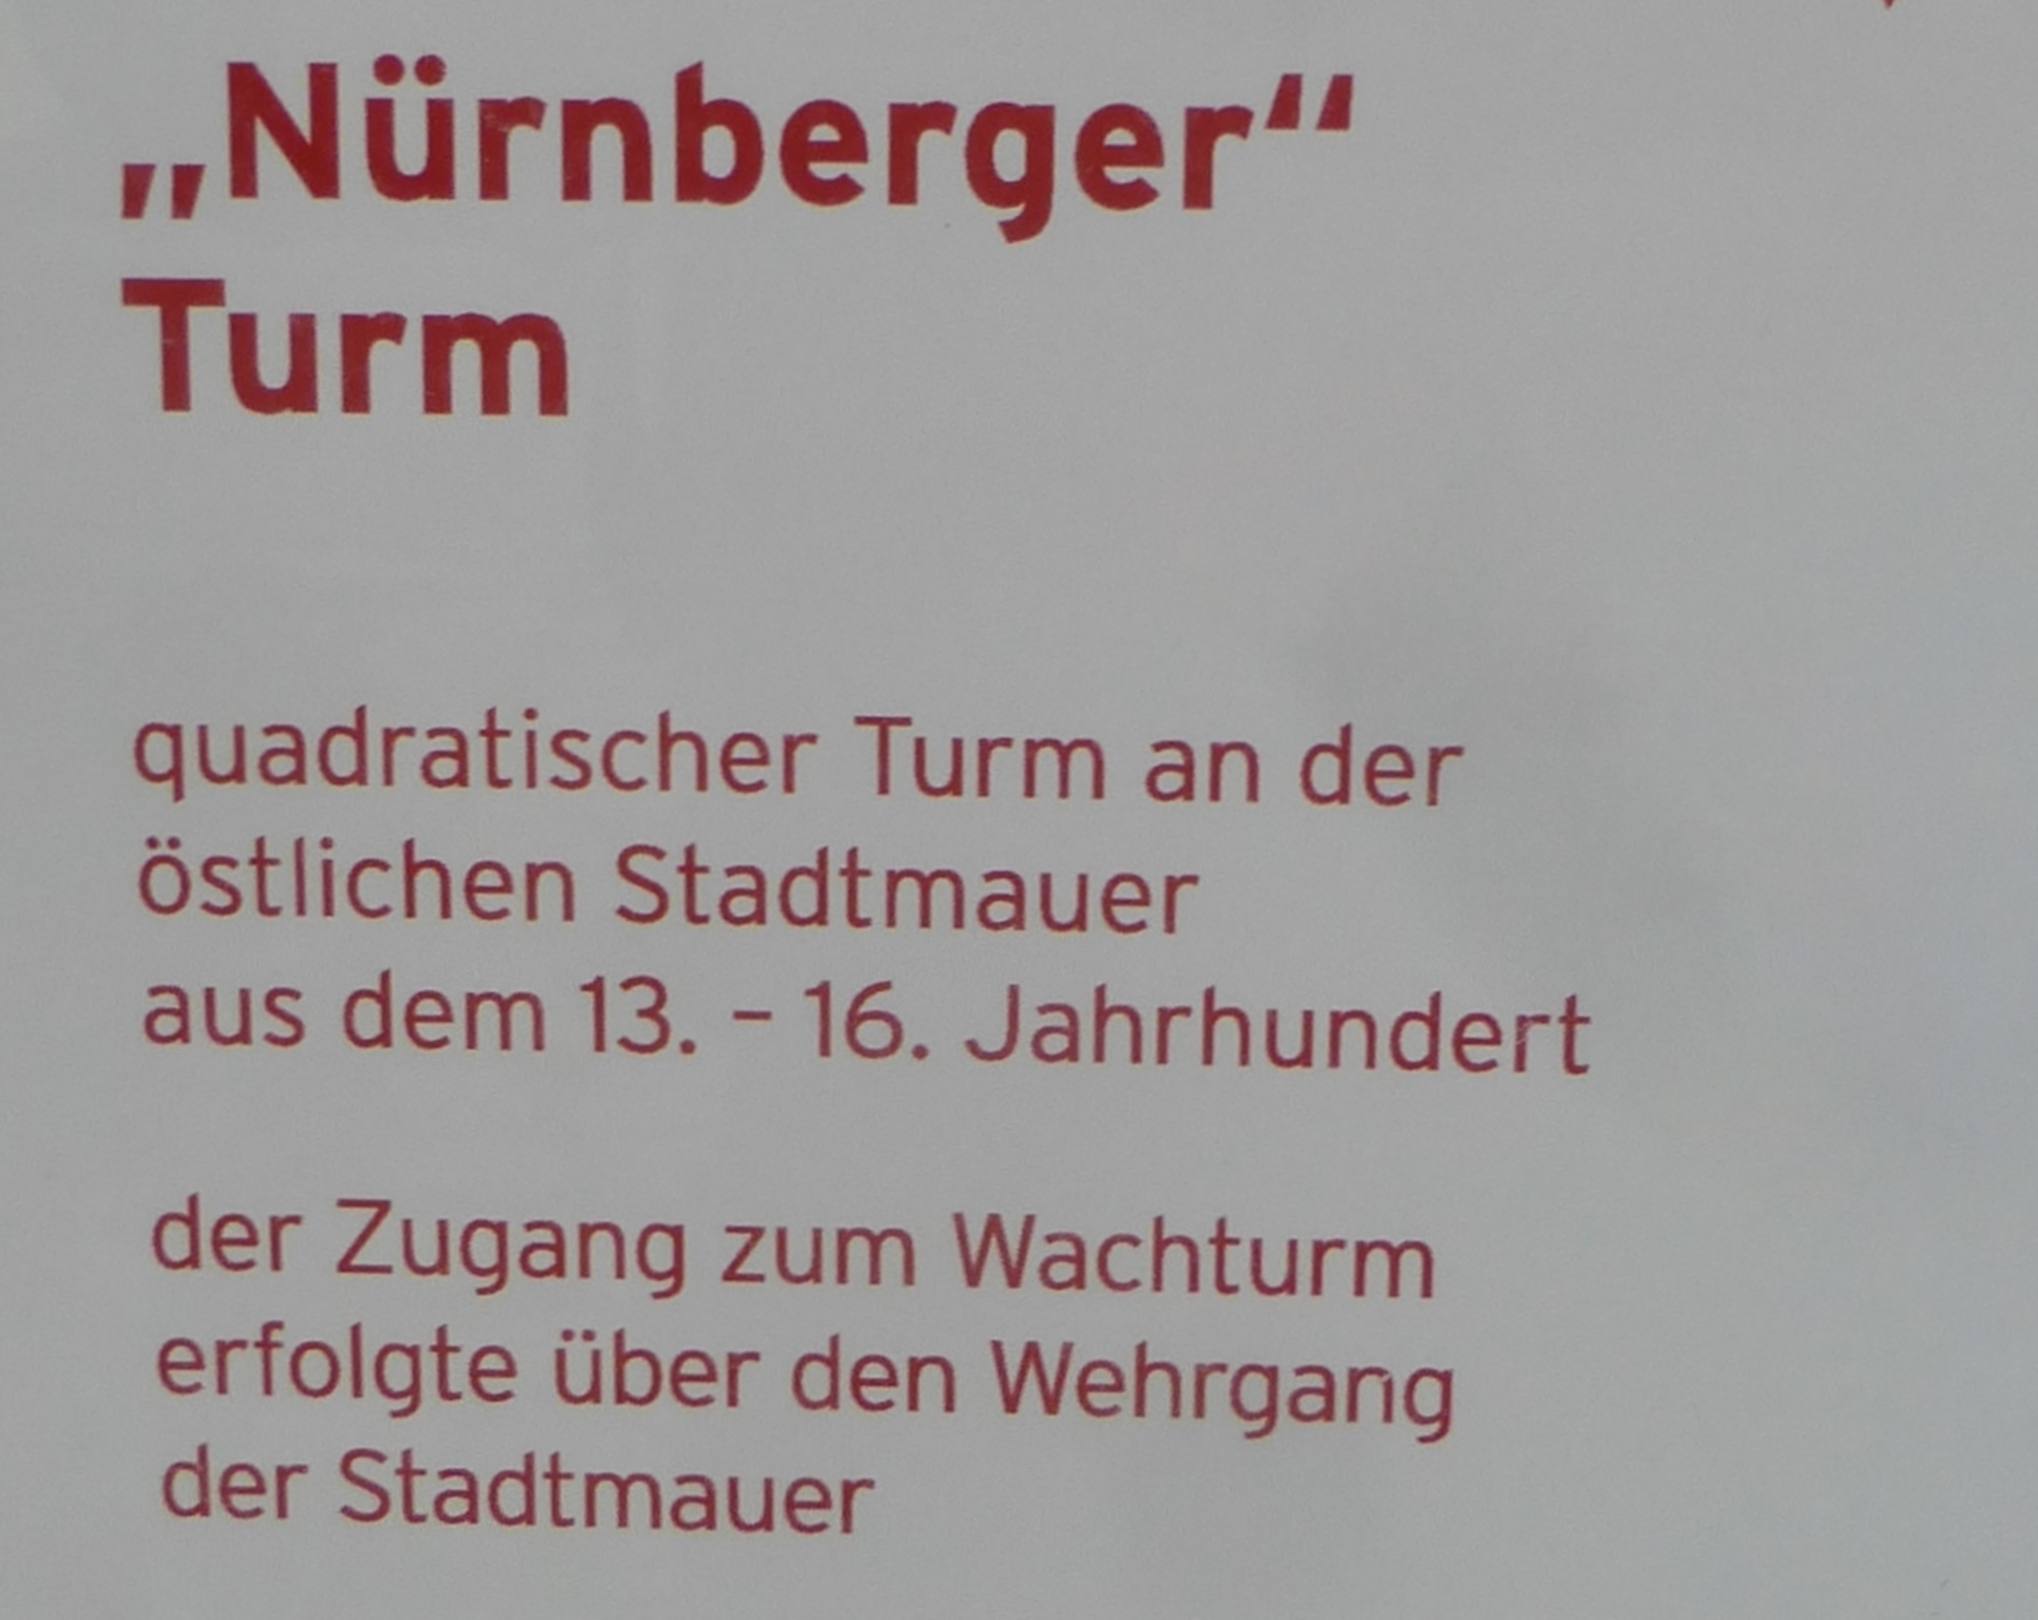 „Nürnberger“
Turm
quadratischer Turm an der
östlichen Stadtmauer
aus dem 13. – 16. Jahrhundert
der Zugang zum Wachturm
erfolgte über den Wehrgang
der Stadtmauer